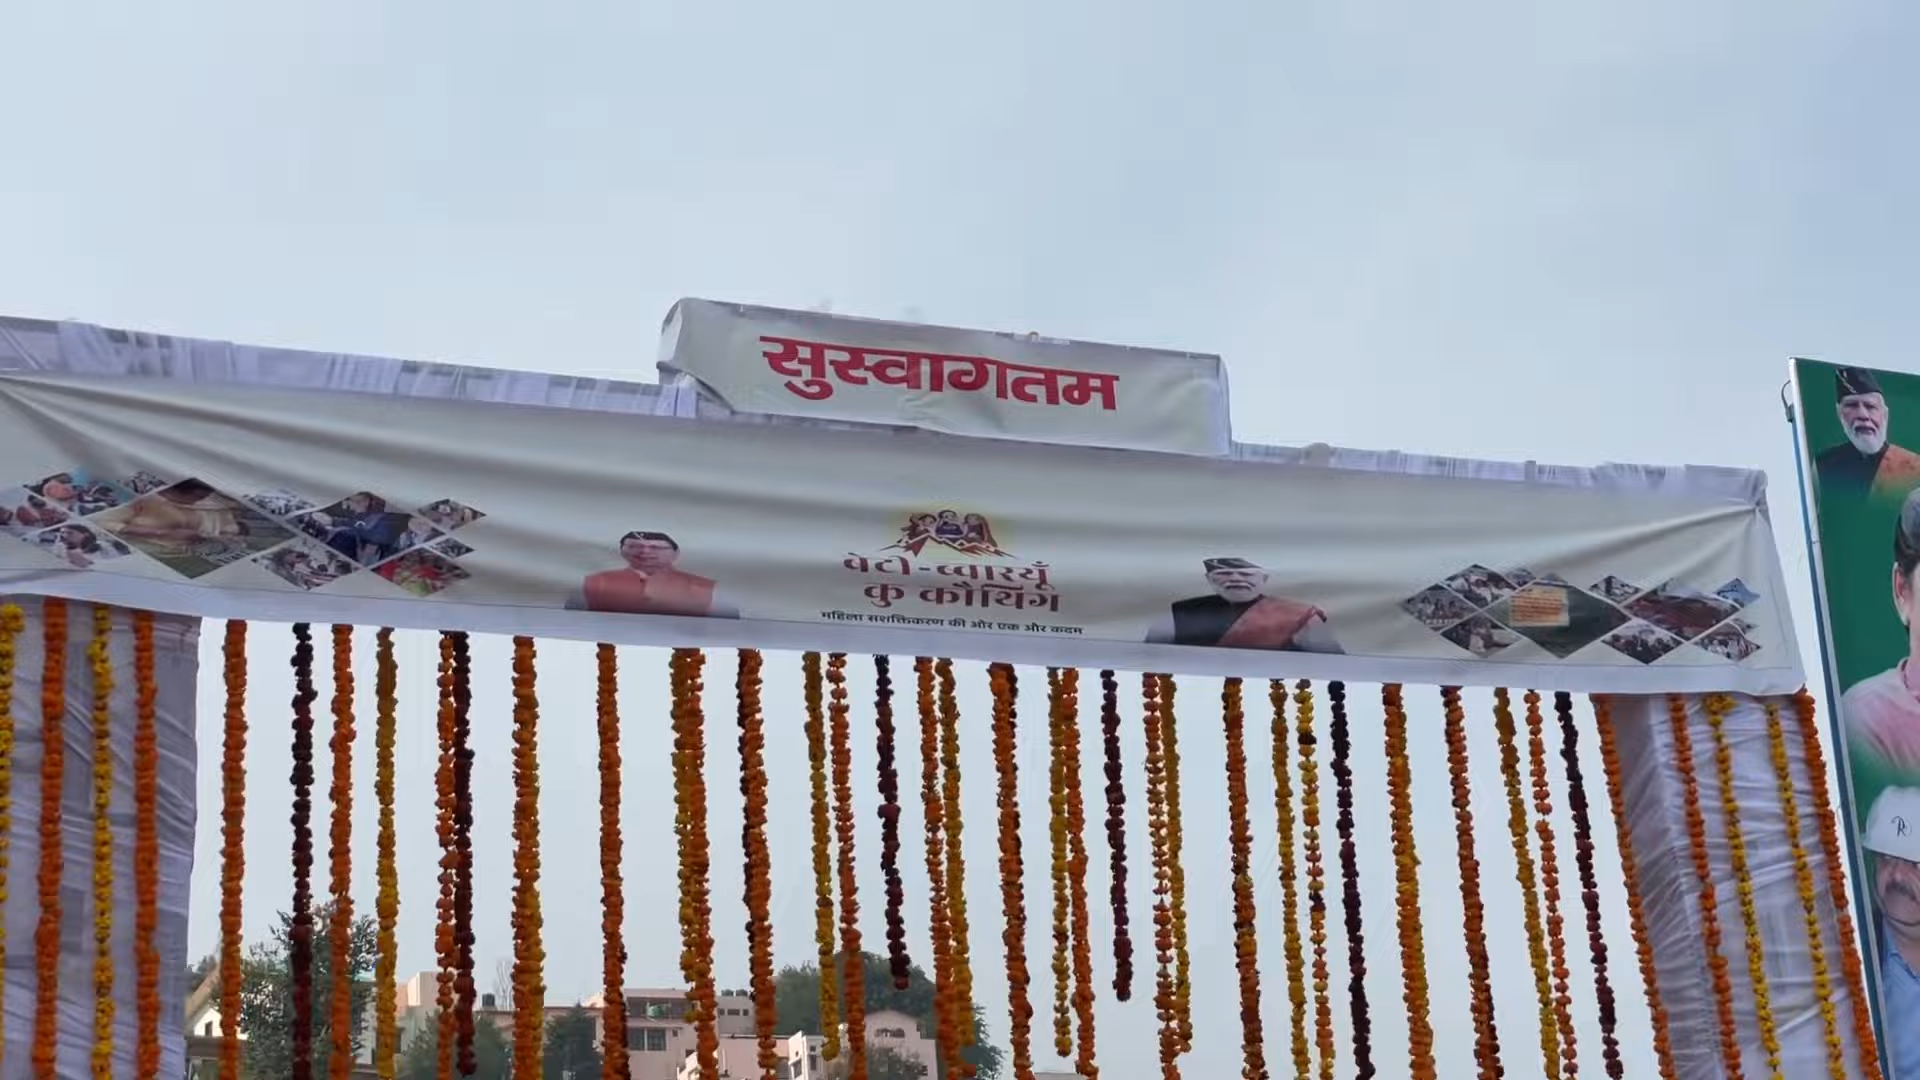 सुस्वागतम
बेटी-ब्वारयूँ
कु कौथिग
महिला सशक्तिकरण की ओर एक और कदम